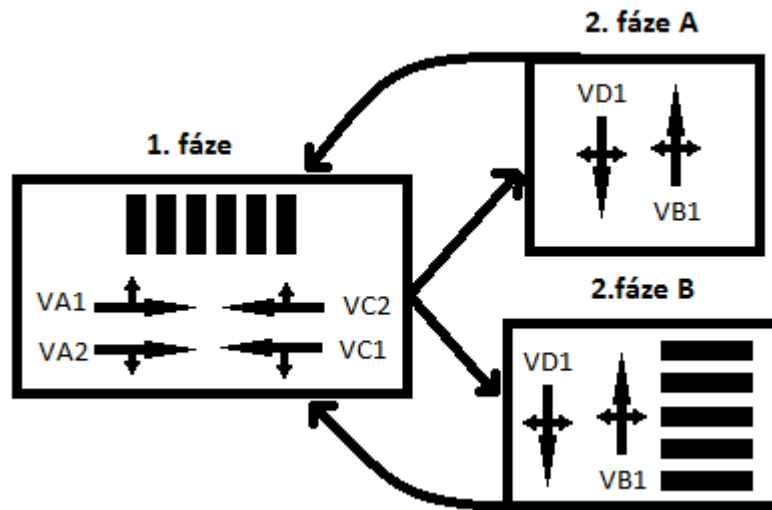 2. fáze A
VD1
VB1
1. fáze
VA1
VC2
VA2
VC1
2.fáze B
VD1
VB1